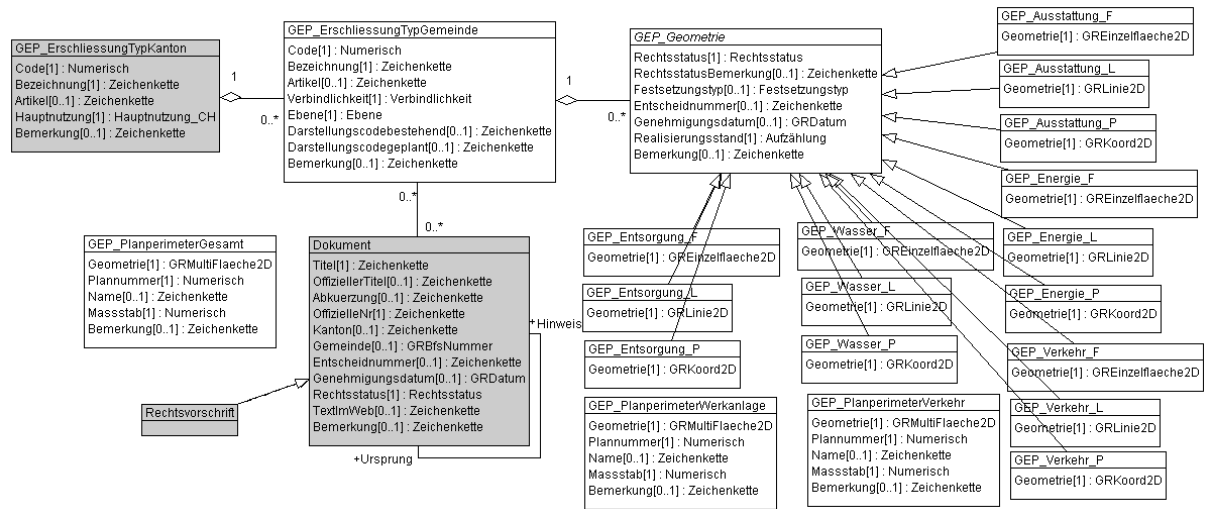 GEP_ErschliessungTypKanton
Code[1] : Numerisch
Bezeichnung[1] : Zeichenkette
Artikel[0..1] : Zeichenkette
Hauptnutzung[1] : Hauptnutzung_CH
Bemerkung[0..1] : Zeichenkette
1
0..*
GEP_ErschliessungTypGemeinde
Code[1] : Numerisch
Bezeichnung[1] : Zeichenkette
Artikel[0..1] : Zeichenkette
Verbindlichkeit[1] : Verbindlichkeit
Ebene[1] : Ebene
Darstellungscodebestehend[0..1] : Zeichenkette
Darstellungscodegeplant[0..1] : Zeichenkette
Bemerkung[0..1] : Zeichenkette
1
0..*
GEP_Geometrie
Rechtsstatus[1] : Rechtsstatus
RechtsstatusBemerkung[0..1] : Zeichenkette
Festsetzungstyp[0..1] : Festsetzungstyp
Entscheidnummer[0..1] : Zeichenkette
Genehmigungsdatum[0..1] : GRDatum
Realisierungsstand[1] : Aufzählung
Bemerkung[0..1] : Zeichenkette
GEP_Ausstattung_F
Geometrie[1] : GREinzelflaeche2D
GEP_Ausstattung_L
Geometrie[1] : GRLinie2D
GEP_Ausstattung_P
Geometrie[1] : GRKoord2D
GEP_Energie_F
Geometrie[1] : GREinzelflaeche2D
GEP_Energie_L
Geometrie[1] : GRLinie2D
GEP_Energie_P
Geometrie[1] : GRKoord2D
GEP_Verkehr_F
Geometrie[1] : GREinzelflaeche2D
GEP_Verkehr_L
Geometrie[1] : GRLinie2D
GEP_Verkehr_P
Geometrie[1] : GRKoord2D
0..*
0..*
GEP_PlanperimeterGesamt
Geometrie[1] : GRMultiFlaeche2D
Plannummer[1] : Numerisch
Name[0..1] : Zeichenkette
Massstab[1] : Numerisch
Bemerkung[0..1] : Zeichenkette
Rechtsvorschrift
Dokument
Titel[1] : Zeichenkette
OffiziellerTitel[0..1] : Zeichenkette
Abkuerzung[0..1] : Zeichenkette
OffizielleNr[1] : Zeichenkette
Kanton[0..1] : Zeichenkette
Gemeinde[0..1] : GRBfsNummer
Entscheidnummer[0..1] : Zeichenkette
Genehmigungsdatum[0..1] : GRDatum
Rechtsstatus[1] : Rechtsstatus
TextImWeb[0..1] : Zeichenkette
Bemerkung[0..1] : Zeichenkette
+Hinweis
+Ursprung
GEP_Entsorgung_F
Geometrie[1] : GREinzelflaeche2D
GEP_Entsorgung_L
Geometrie[1] : GRLinie2D
GEP_Entsorgung_P
Geometrie[1] : GRKoord2D
GEP_PlanperimeterWerkanlage
Geometrie[1] : GRMultiFlaeche2D
Plannummer[1] : Numerisch
Name[0..1] : Zeichenkette
Massstab[1] : Numerisch
Bemerkung[0..1] : Zeichenkette
GEP_Wasser_F
Geometrie[1] : GREinzelflaeche2D
GEP_Wasser_L
Geometrie[1] : GRLinie2D
GEP_Wasser_P
Geometrie[1] : GRKoord2D
GEP_PlanperimeterVerkehr
Geometrie[1] : GRMultiFlaeche2D
Plannummer[1] : Numerisch
Name[0..1] : Zeichenkette
Massstab[1] : Numerisch
Bemerkung[0..1] : Zeichenkette